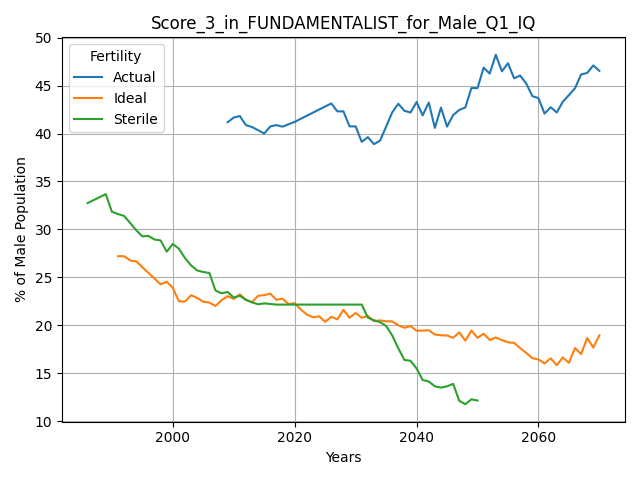 Score_3_in_FUNDAMENTALIST_for_Male_Q1_IQ
Fertility
Actual
Ideal
Sterile
% of Male Population
50
45
40
35
30
25
20
15
10
2000
2020
2040
2060
Years